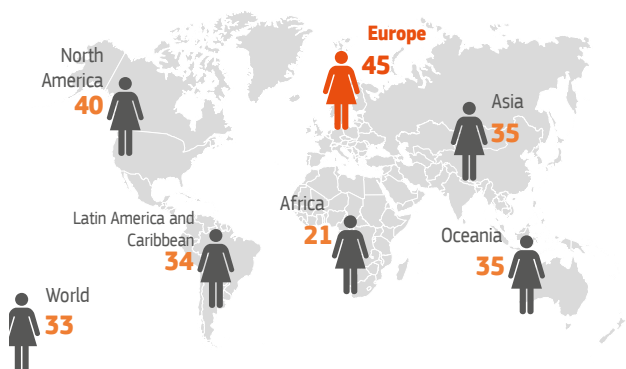 Europe
45
North
America
40
Asia
35
Africa
21
Latin America and
Caribbean
34
Oceania
35
World
33